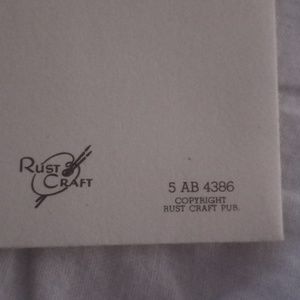 RUST
CRAFT
5 AB 4386
COPYRIGHT
RUST CRAFT PUB.